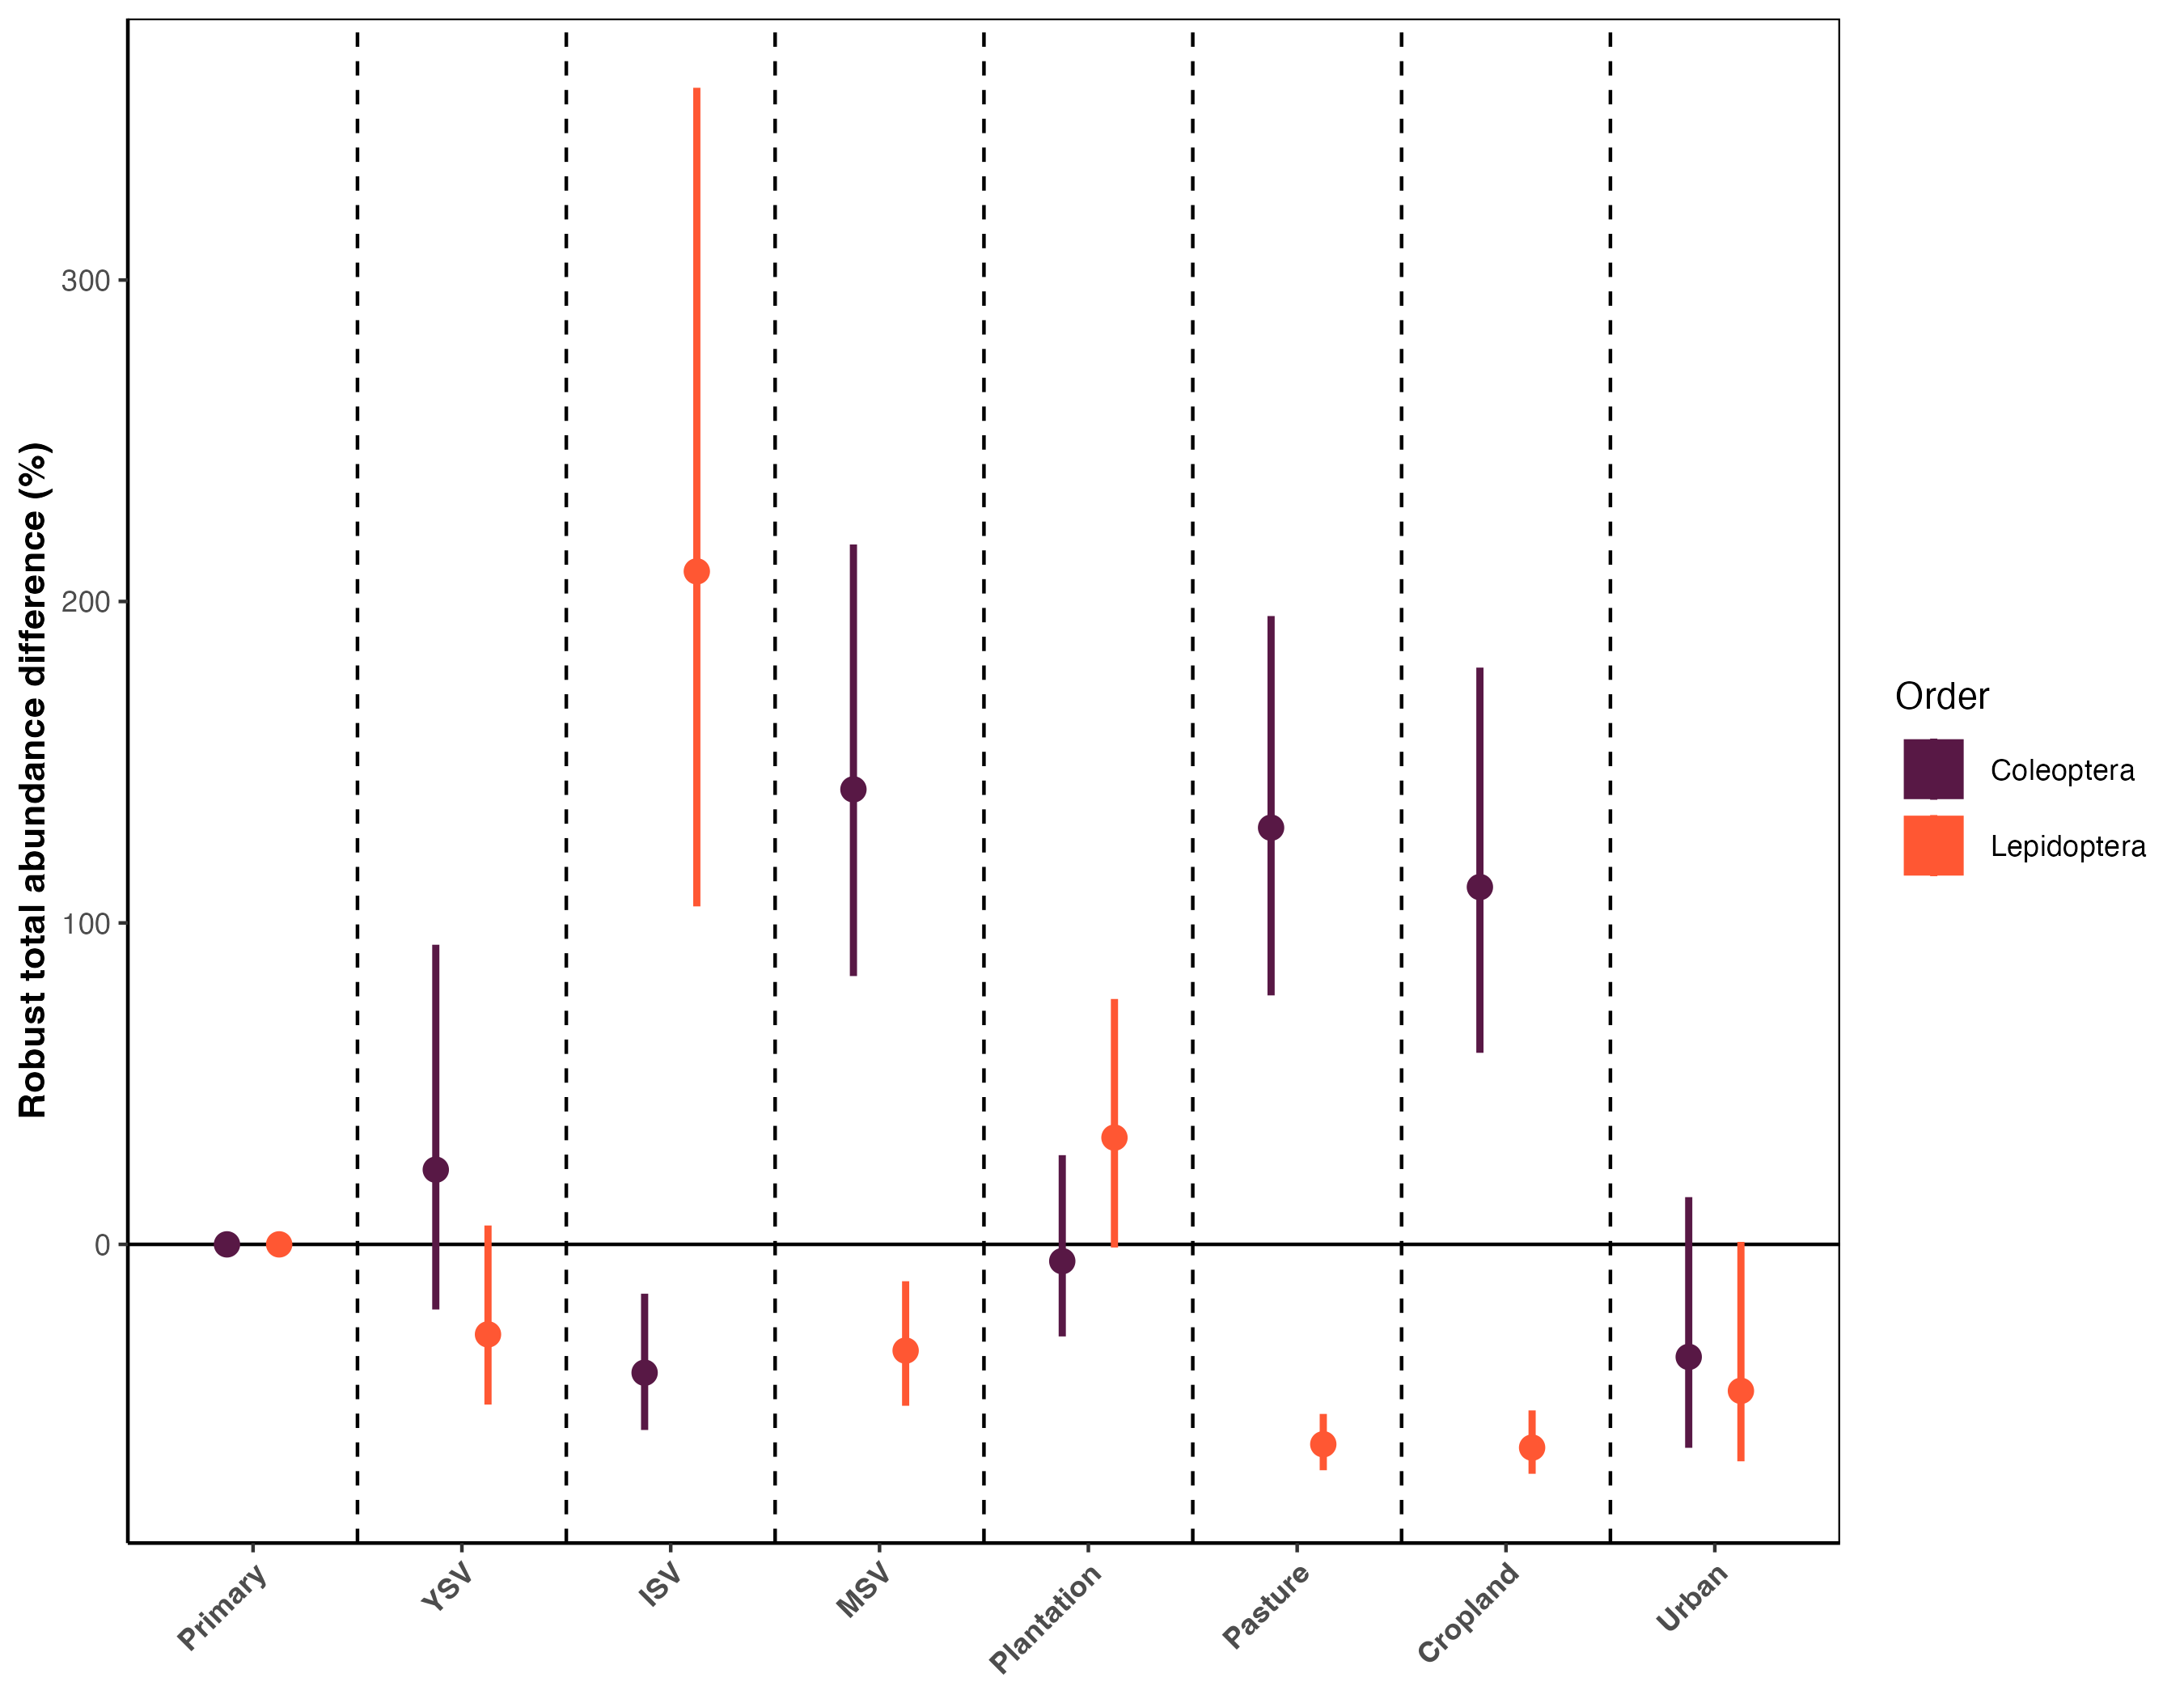 Robust total abundance difference (%)
300
200
100
0
Primary
YSV
ISV
MSV
Plantation
Pasture
Cropland
Urban
Order
Coleoptera
Lepidoptera